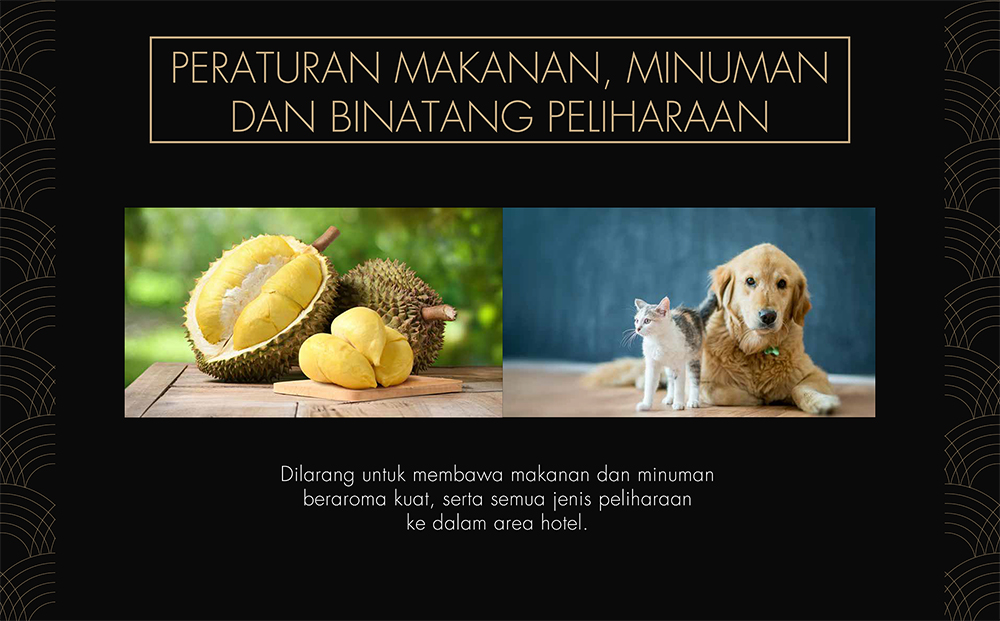 PERATURAN MAKANAN, MINUMAN
DAN BINATANG PELIHARAAN
Dilarang untuk membawa makanan dan minuman
beraroma kuat, serta semua jenis peliharaan
ke dalam area hotel.